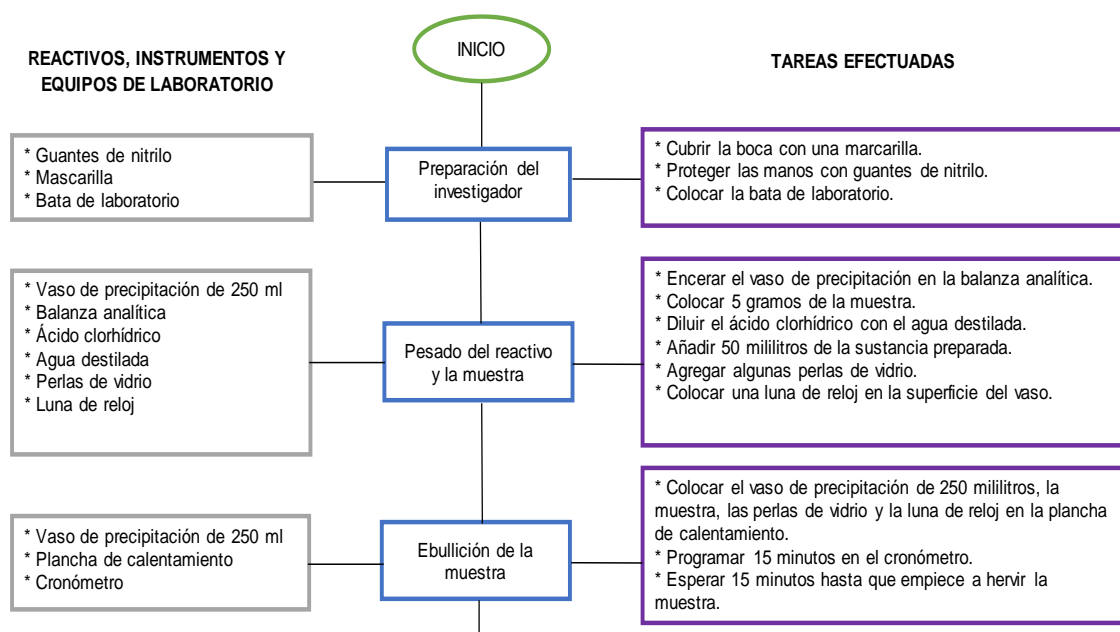 INICIO
REACTIVOS, INSTRUMENTOS Y
EQUIPOS DE LABORATORIO
TAREAS EFECTUADAS
* Guantes de nitrilo
* Mascarilla
* Bata de laboratorio
Preparación del
investigador
* Cubrir la boca con una marcarilla.
* Proteger las manos con guantes de nitrilo.
* Colocar la bata de laboratorio.
* Vaso de precipitación de 250 ml
* Balanza analítica
* Ácido clorhídrico
* Agua destilada
* Perlas de vidrio
* Luna de reloj
Pesado del reactivo
y la muestra
* Encerar el vaso de precipitación en la balanza analítica.
* Colocar 5 gramos de la muestra.
* Diluir el ácido clorhídrico con el agua destilada.
* Añadir 50 mililitros de la sustancia preparada.
* Agregar algunas perlas de vidrio.
* Colocar una luna de reloj en la superficie del vaso.
* Vaso de precipitación de 250 ml
* Plancha de calentamiento
* Cronómetro
Ebullición de la
muestra
* Colocar el vaso de precipitación de 250 mililitros, la
muestra, las perlas de vidrio y la luna de reloj en la plancha
de calentamiento.
* Programar 15 minutos en el cronómetro.
* Esperar 15 minutos hasta que empiece a hervir la
muestra.